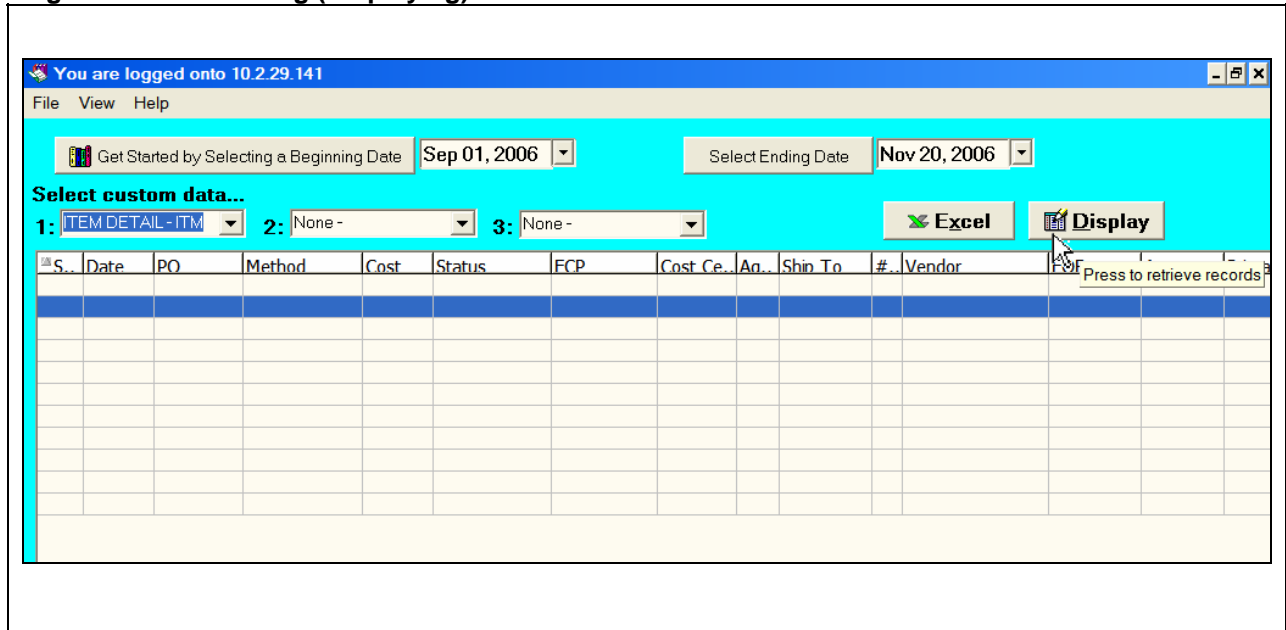 You are logged onto 10.2.29.141
File View Help
Get Started by Selecting a Beginning Date Sep 01, 2006 Select Ending Date Nov 20, 2006
Select custom data...
1: ITEM DETAIL - ITM 2: None - 3: None - Excel Display
S.. Date PO Method Cost Status FCP Cost Ce.. Ag.. Ship To #.. Vendor
Press to retrieve records